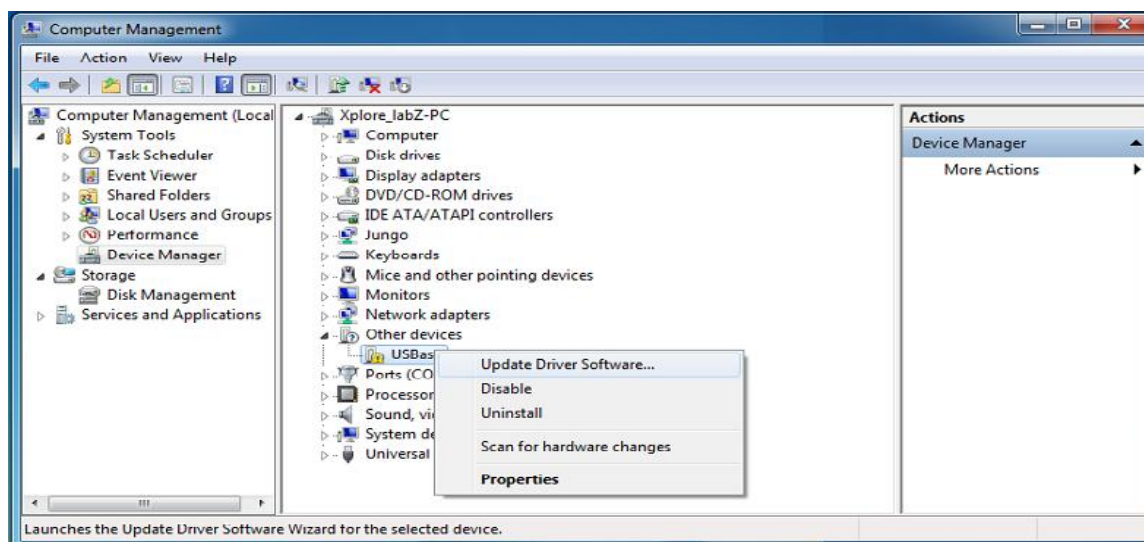 Computer Management
File Action View Help
Computer Management (Local
System Tools
Task Scheduler
Event Viewer
Shared Folders
Local Users and Groups
Performance
Device Manager
Storage
Disk Management
Services and Applications
Xplore_labZ-PC
Computer
Disk drives
Display adapters
DVD/CD-ROM drives
IDE ATA/ATAPI controllers
Jungo
Keyboards
Mice and other pointing devices
Monitors
Network adapters
Other devices
USBas
Ports (CO
Processor
Sound, vi
System de
Universal
Update Driver Software...
Disable
Uninstall
Scan for hardware changes
Properties
Actions
Device Manager
More Actions
Launches the Update Driver Software Wizard for the selected device.